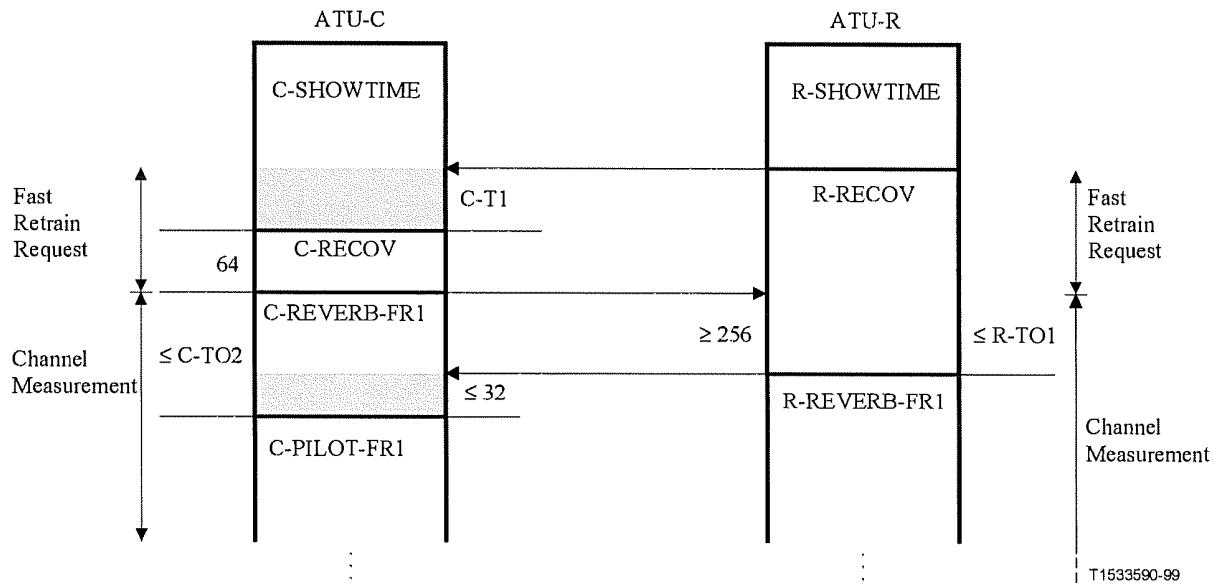 ATU-C
ATU-R
C-SHOWTIME
R-SHOWTIME
Fast
Retrain
Request
C-T1
R-RECOV
Fast
Retrain
Request
C-RECOV
64
C-REVERB-FR1
≥ 256
≤ R-TO1
≤ C-TO2
Channel
Measurement
≤ 32
R-REVERB-FR1
C-PILOT-FR1
Channel
Measurement
T1533590-99